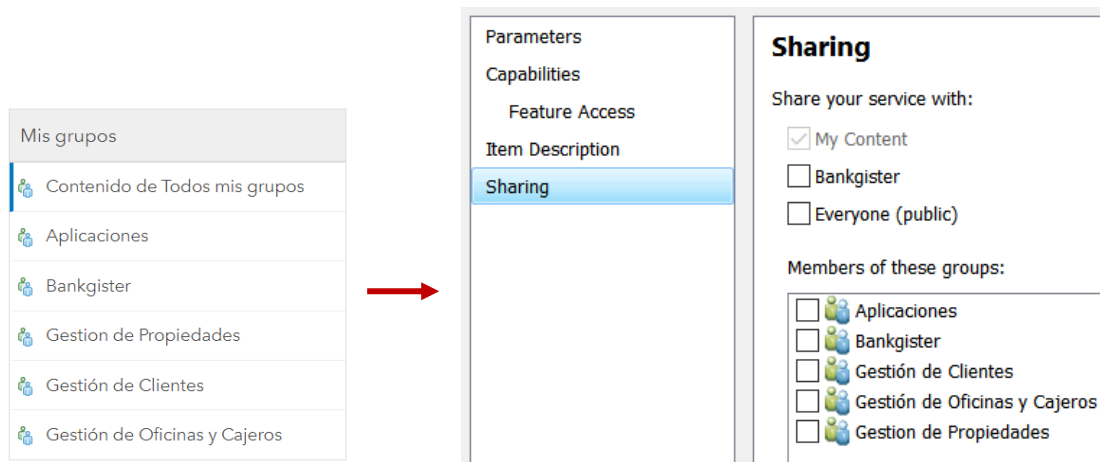 Mis grupos
Contenido de Todos mis grupos
Aplicaciones
Bankgister
Gestion de Propiedades
Gestión de Clientes
Gestión de Oficinas y Cajeros
Parameters
Capabilities
Feature Access
Item Description
Sharing
Sharing
Share your service with:
My Content
Bankgister
Everyone (public)
Members of these groups:
Aplicaciones
Bankgister
Gestión de Clientes
Gestión de Oficinas y Cajeros
Gestion de Propiedades